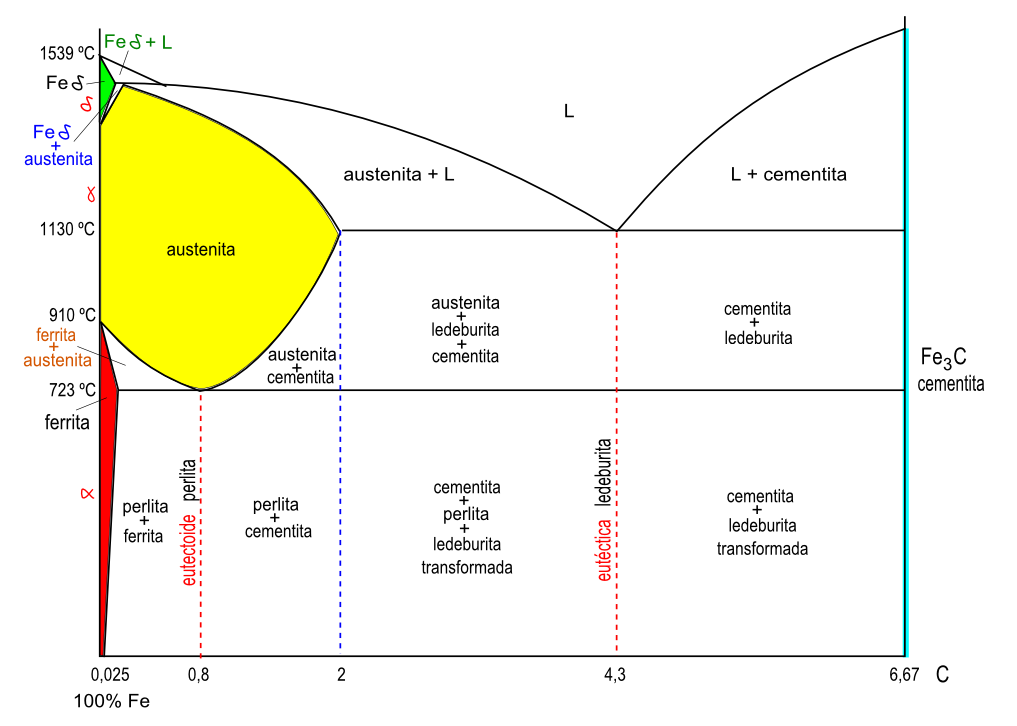 Fe δ + L
1539 ºC
Fe δ
δ
L
Fe δ
+
austenita
austenita + L
L + cementita
γ
1130 ºC
austenita
910 ºC
ferrita
+
austenita
austenita
+
cementita
austenita
+
ledeburita
+
cementita
cementita
+
ledeburita
Fe3C
cementita
723 ºC
ferrita
α
perlita
+
ferrita
eutectoide perlita
perlita
+
cementita
cementita
+
perlita
+
ledeburita
transformada
eutéctica ledeburita
cementita
+
ledeburita
transformada
0,025
0,8
2
4,3
6,67
C
100% Fe